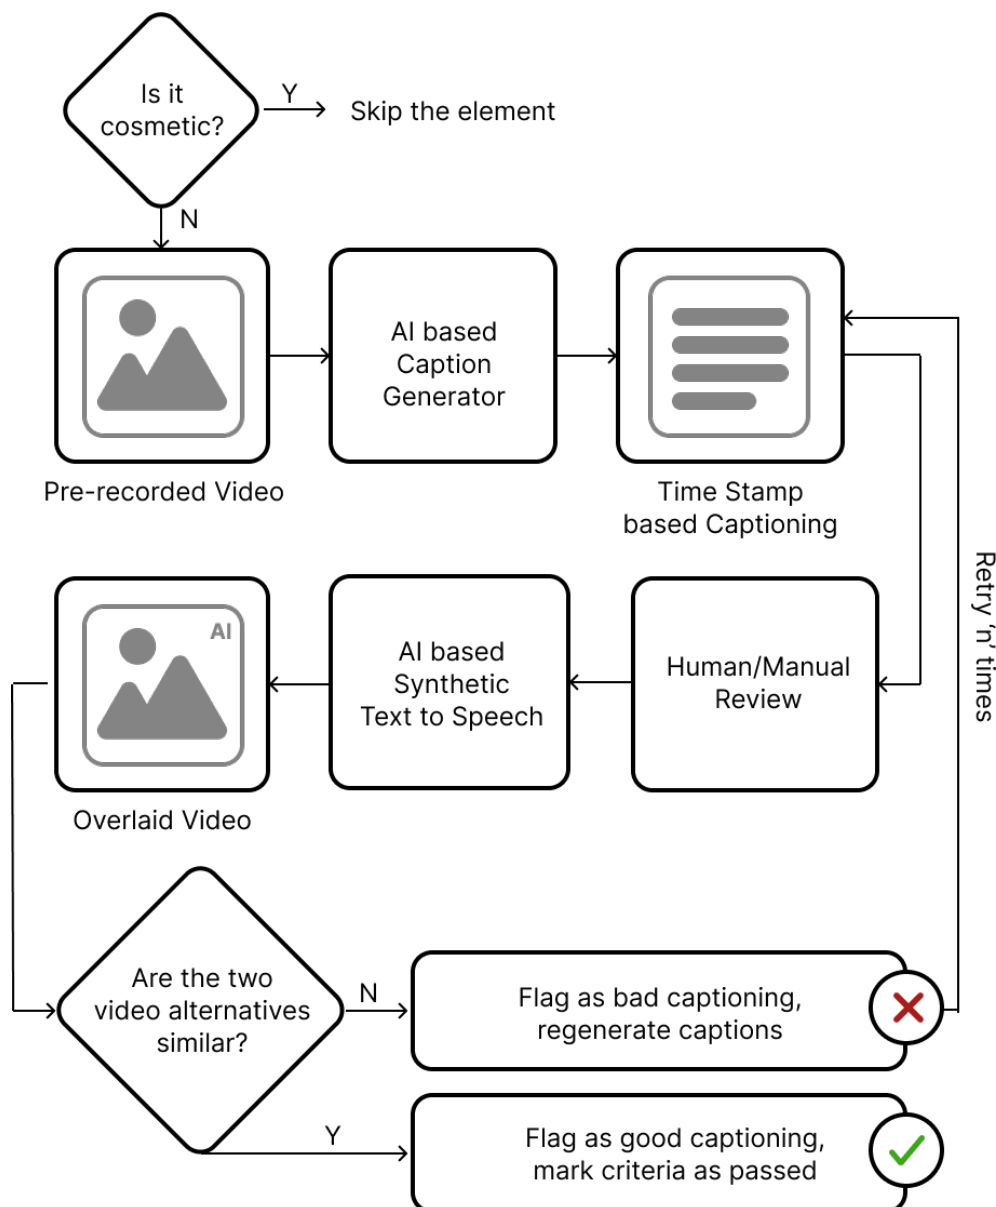 Is it
cosmetic?
Y
Skip the element
N
AI based
Caption
Generator
Pre-recorded Video
Time Stamp
based Captioning
Retry ‘n’ times
AI
AI based
Synthetic
Text to Speech
Human/Manual
Review
Overlaid Video
Are the two
video alternatives
similar?
N
Flag as bad captioning,
regenerate captions
Y
Flag as good captioning,
mark criteria as passed